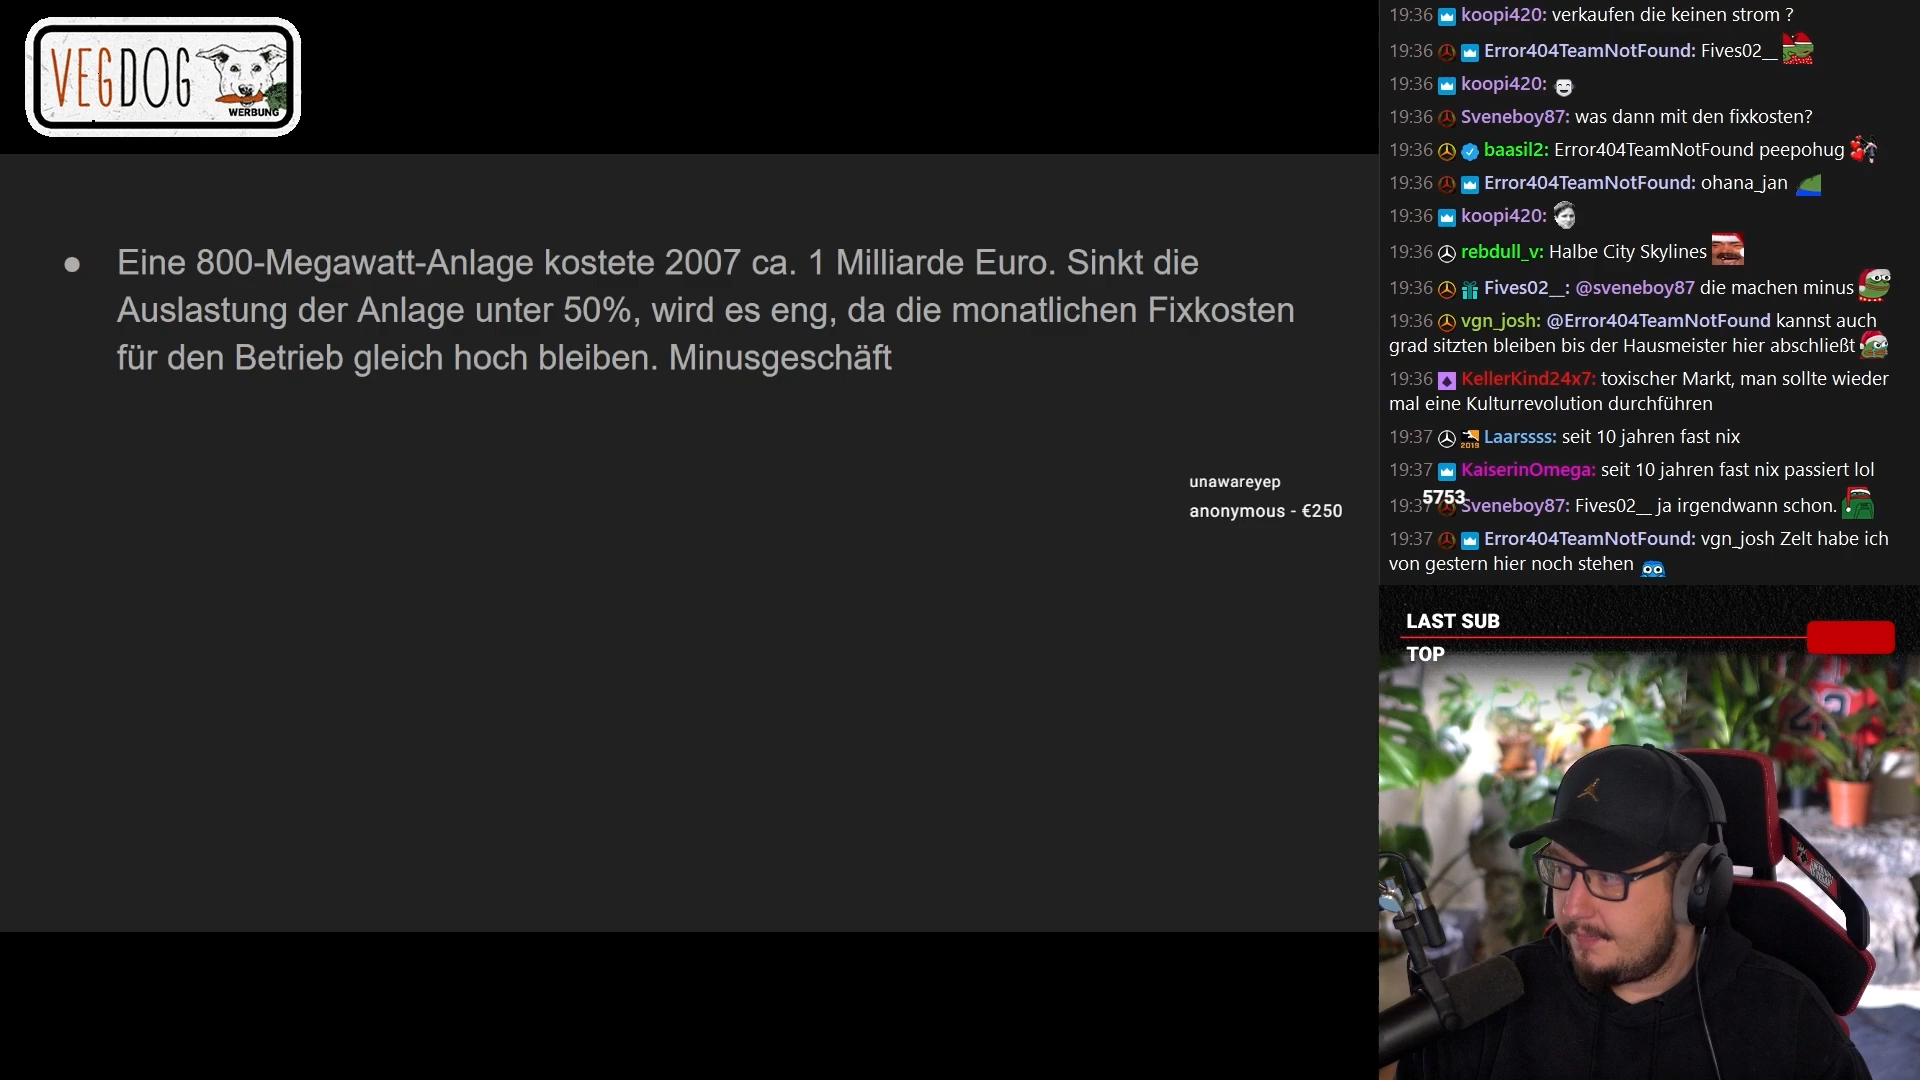 VEGDOG
WERBUNG
● Eine 800-Megawatt-Anlage kostete 2007 ca. 1 Milliarde Euro. Sinkt die
Auslastung der Anlage unter 50%, wird es eng, da die monatlichen Fixkosten
für den Betrieb gleich hoch bleiben. Minusgeschäft
unawareyep
anonymous - €250
19:36 koopi420: verkaufen die keinen strom ?
19:36 Error404TeamNotFound: Fives02__
19:36 koopi420:
19:36 Sveneboy87: was dann mit den fixkosten?
19:36 baasil2: Error404TeamNotFound peepohug
19:36 Error404TeamNotFound: ohana_jan
19:36 koopi420:
19:36 rebdull_v: Halbe City Skylines
19:36 Fives02__: @sveneboy87 die machen minus
19:36 vgn_josh: @Error404TeamNotFound kannst auch
grad sitzten bleiben bis der Hausmeister hier abschließt
19:36 KellerKind24x7: toxischer Markt, man sollte wieder
mal eine Kulturrevolution durchführen
19:37 2019 Laarssss: seit 10 jahren fast nix
19:37 KaiserinOmega: seit 10 jahren fast nix passiert lol
5753
19:37 Sveneboy87: Fives02__ ja irgendwann schon.
19:37 Error404TeamNotFound: vgn_josh Zelt habe ich
von gestern hier noch stehen
LAST SUB
TOP